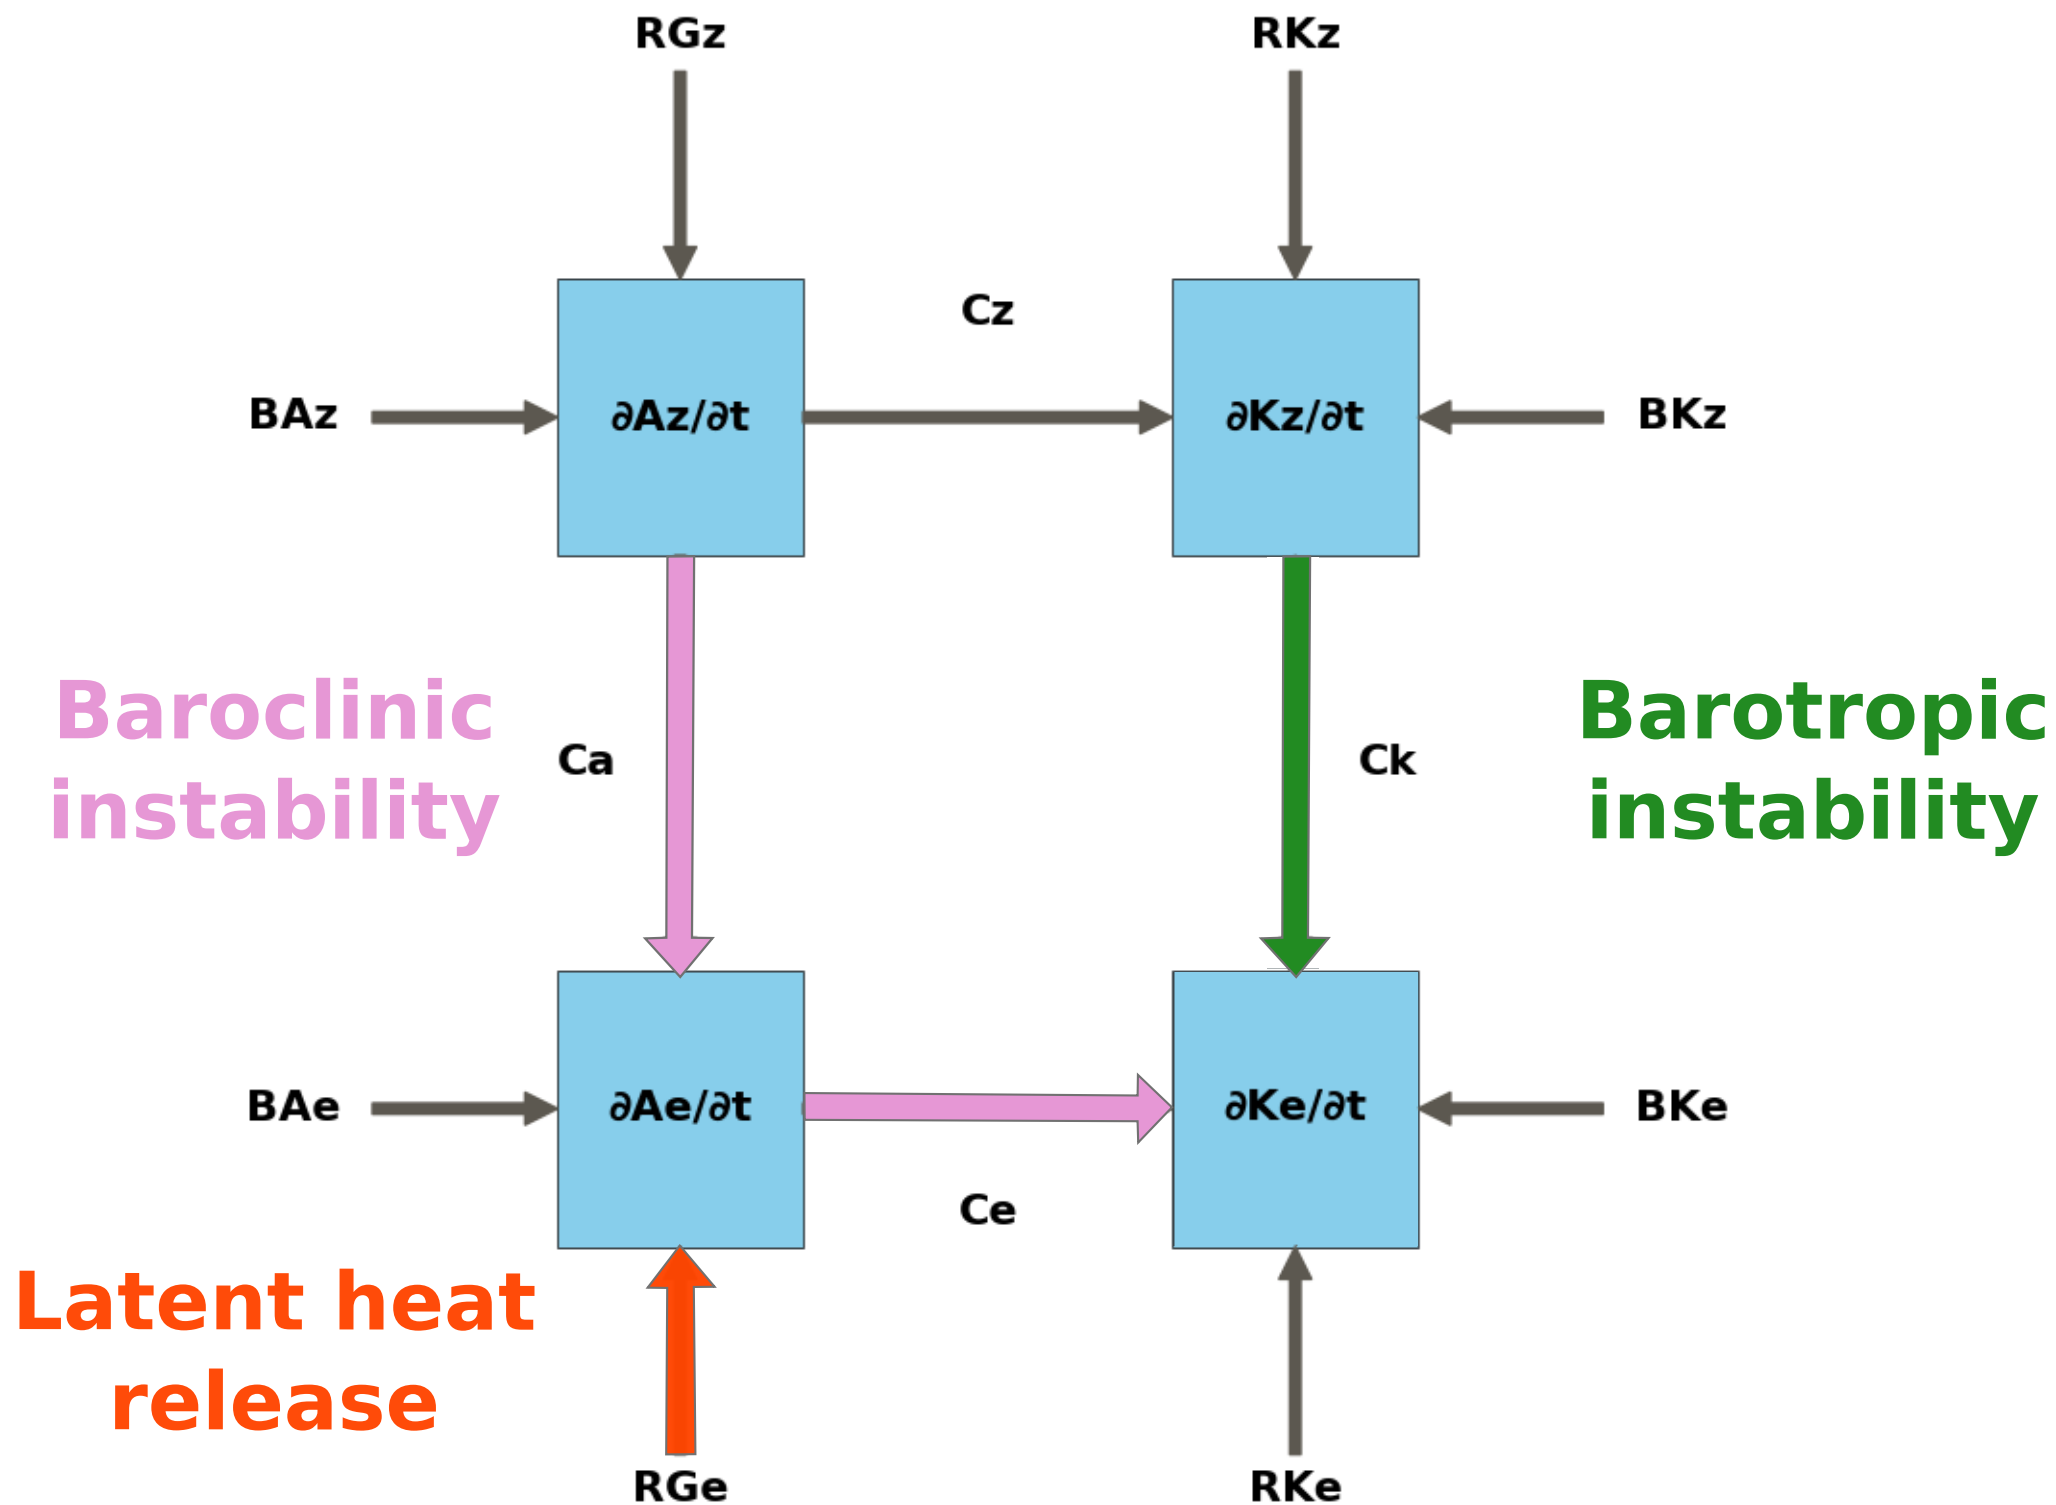 RGz
RKz
Cz
BAz
∂Az/∂t
∂Kz/∂t
BKz
Baroclinic
instability
Ca
Ck
Barotropic
instability
BAe
∂Ae/∂t
∂Ke/∂t
BKe
Ce
Latent heat
release
RGe
RKe